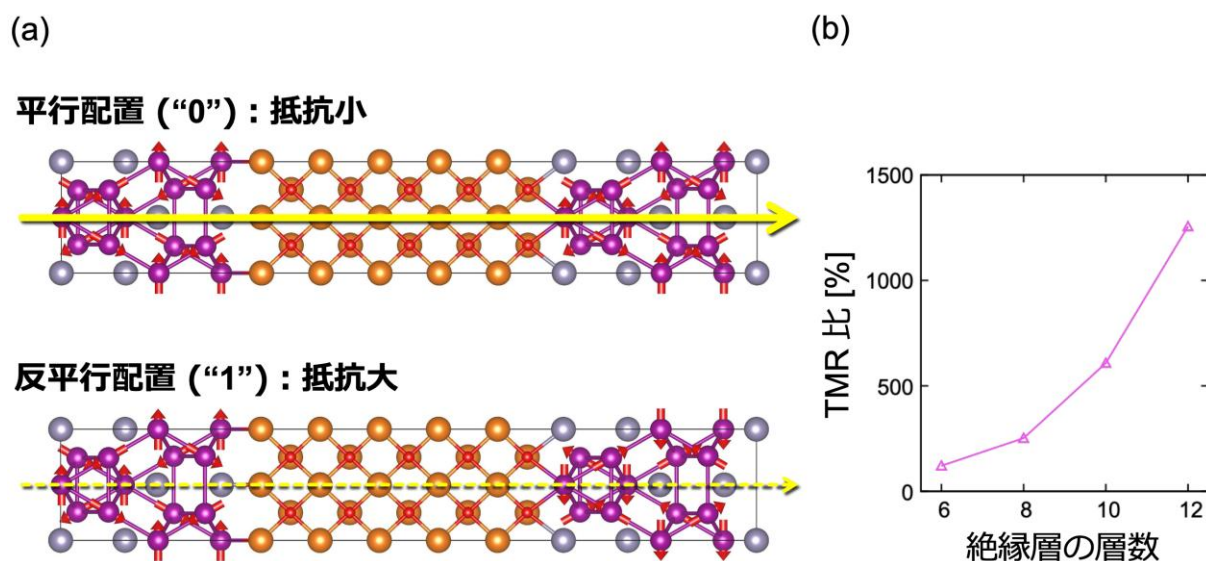 (a)
平行配置 (“0”)：抵抗小
反平行配置 (“1”)：抵抗大
(b)
TMR 比 [%]
1500
1000
500
0
6 8 10 12
絶縁層の層数